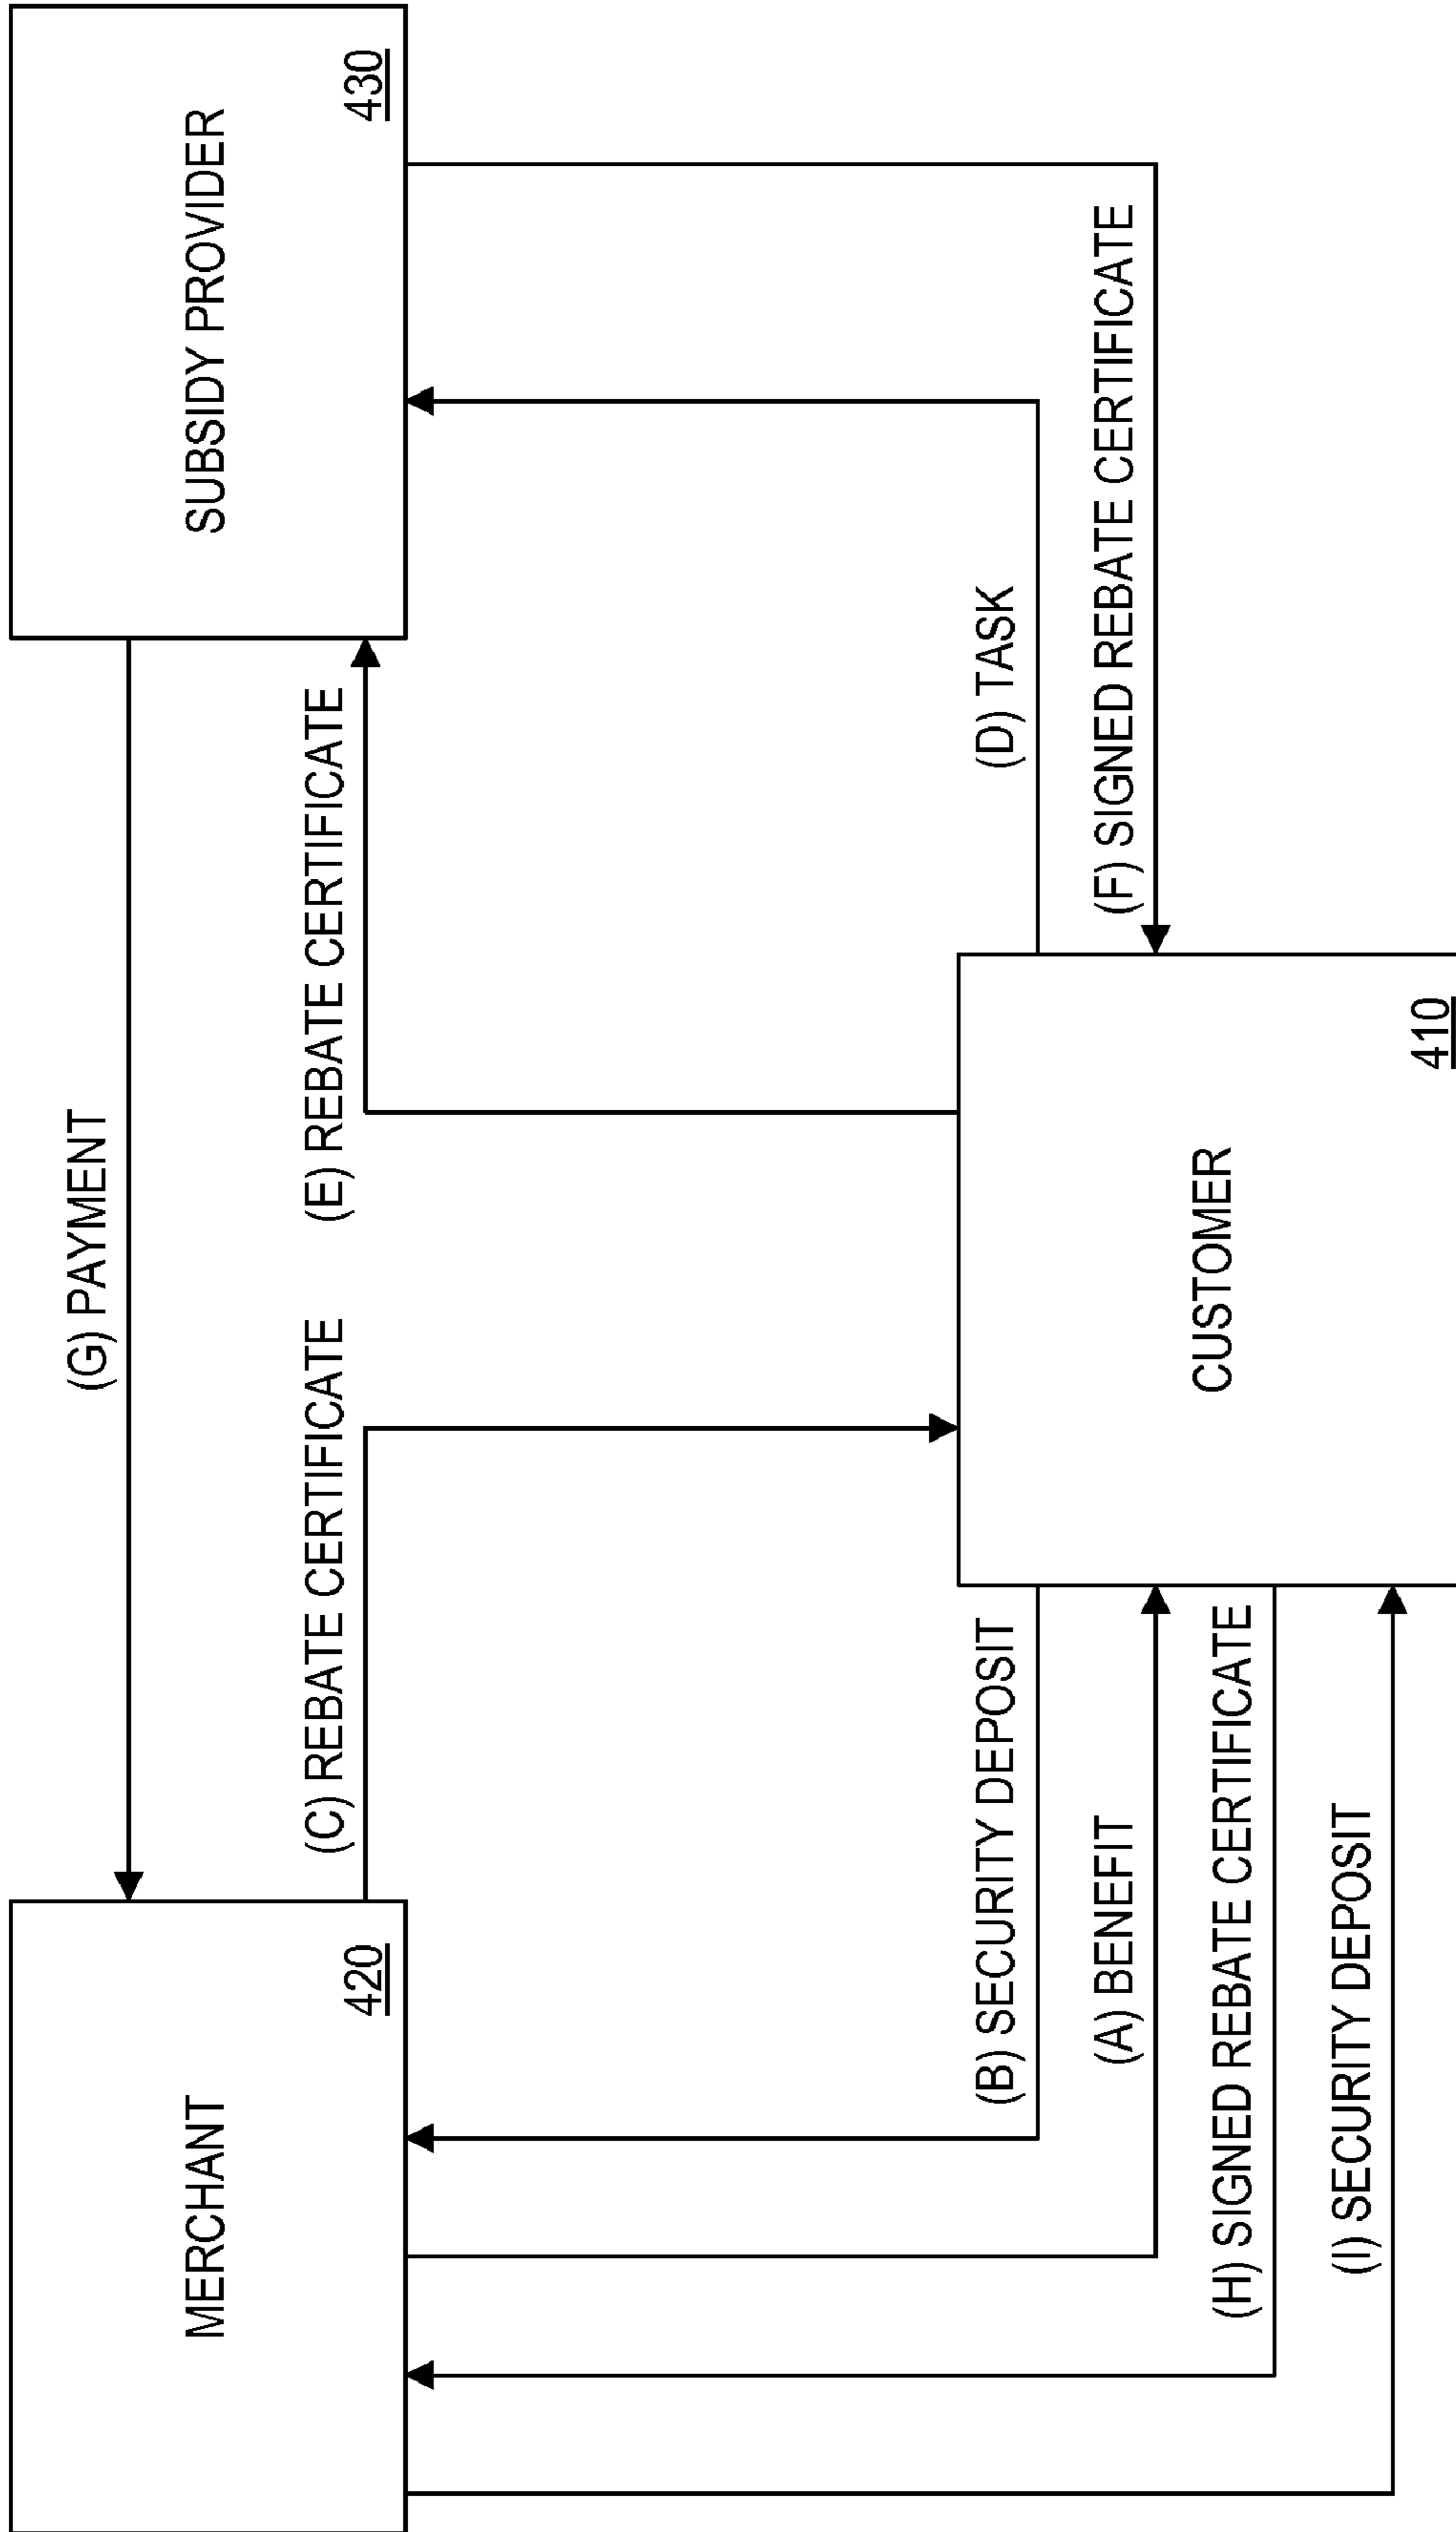 (G) PAYMENT
MERCHANT
420
SUBSIDY PROVIDER
430
(C) REBATE CERTIFICATE
(E) REBATE CERTIFICATE
(B) SECURITY DEPOSIT
(D) TASK
(A) BENEFIT
(F) SIGNED REBATE CERTIFICATE
(H) SIGNED REBATE CERTIFICATE
(I) SECURITY DEPOSIT
CUSTOMER
410